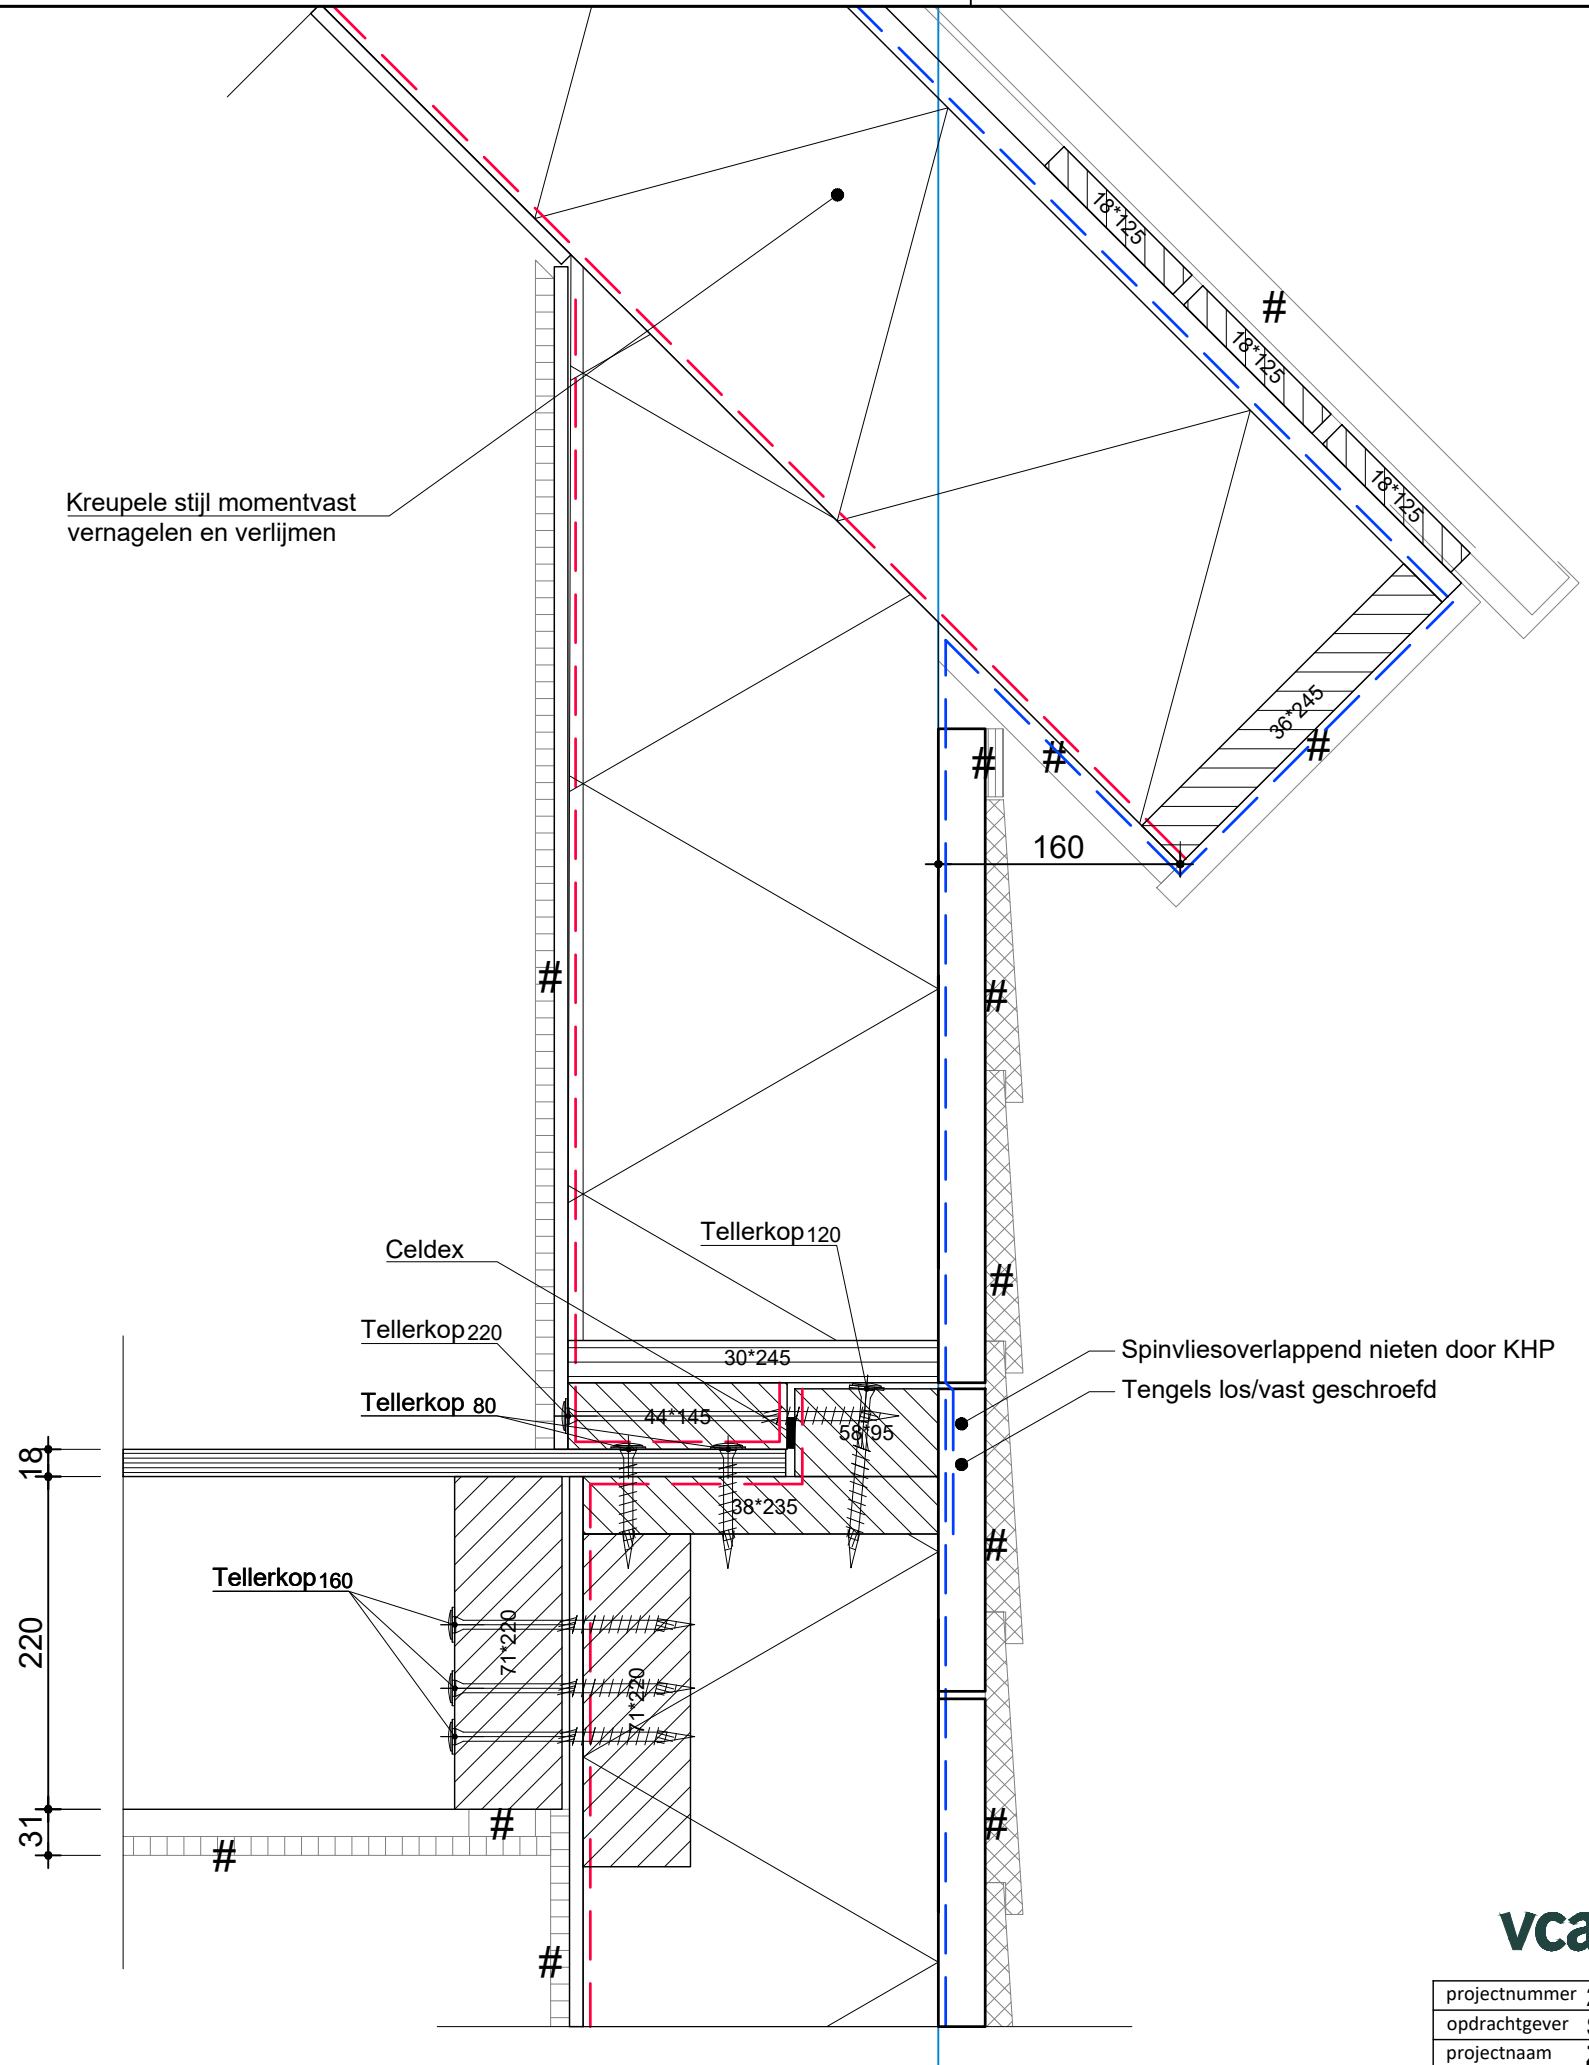 18*125
#
18*125
18*125
Kreupele stijl momentvast
vernagelen en verlijmen
36*245
#
#
#
160
#
#
Tellerkop 120
Celdex
#
Tellerkop 220
Spinvliesoverlappend nieten door KHP
30*245
Tengels los/vast geschroefd
Tellerkop 80
44*145
58*95
18
38*235
#
Tellerkop 160
220
71*220
71*220
31
#
#
#
#
vca
projectnummer
opdrachtgever
projectnaam